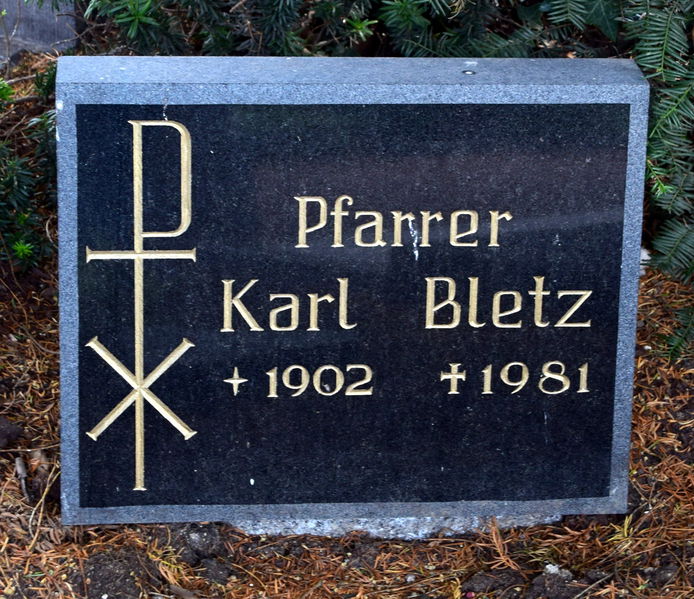 Pfarrer
Karl Bletz
✦ 1902 ✠ 1981